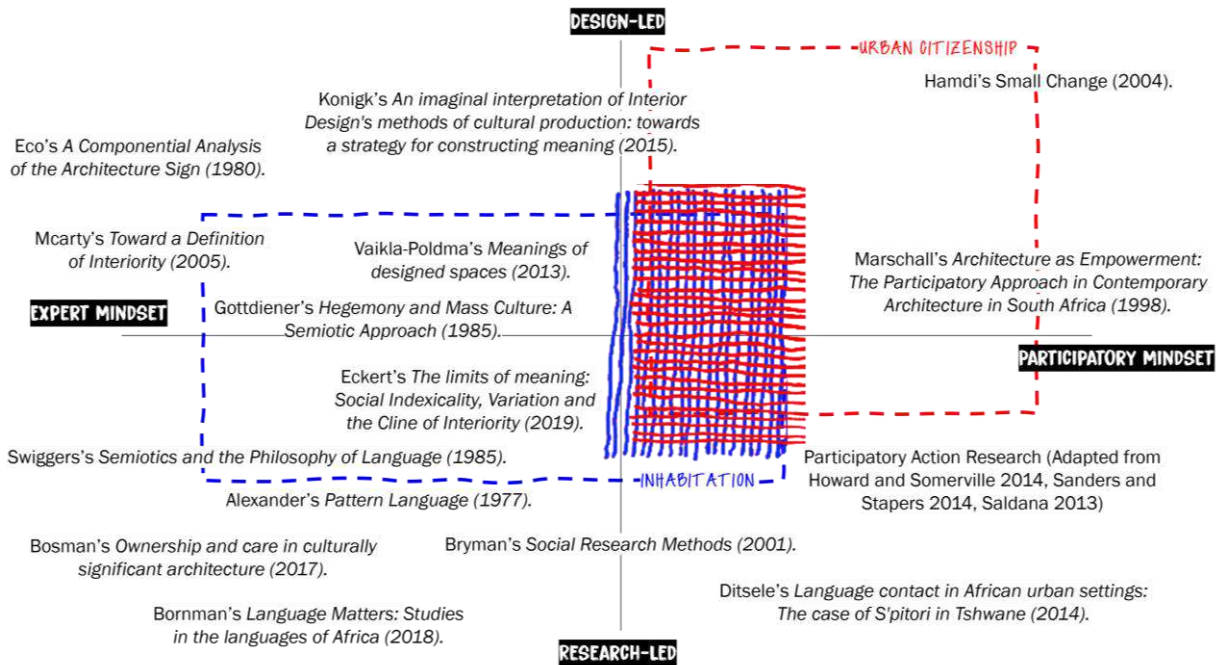 DESIGN-LED
URBAN CITIZENSHIP
Hamdi's Small Change (2004).
Konigk's An imaginal interpretation of Interior
Design's methods of cultural production: towards
a strategy for constructing meaning (2015).
Eco's A Componential Analysis
of the Architecture Sign (1980).
Mcarty's Toward a Definition
of Interiority (2005).
Vaikla-Poldma's Meanings of
designed spaces (2013).
Marschall's Architecture as Empowerment:
The Participatory Approach in Contemporary
Architecture in South Africa (1998).
EXPERT MINDSET
Gottdiener's Hegemony and Mass Culture: A
Semiotic Approach (1985).
PARTICIPATORY MINDSET
Eckert's The limits of meaning:
Social Indexicality, Variation and
the Cline of Interiority (2019).
Swiggers's Semiotics and the Philosophy of Language (1985).
INHABITATION
Participatory Action Research (Adapted from
Howard and Somerville 2014, Sanders and
Stapers 2014, Saldana 2013)
Alexander's Pattern Language (1977).
Bosman's Ownership and care in culturally
significant architecture (2017).
Bryman's Social Research Methods (2001).
Ditsele's Language contact in African urban settings:
The case of S'pitori in Tshwane (2014).
Bornman's Language Matters: Studies
in the languages of Africa (2018).
RESEARCH-LED